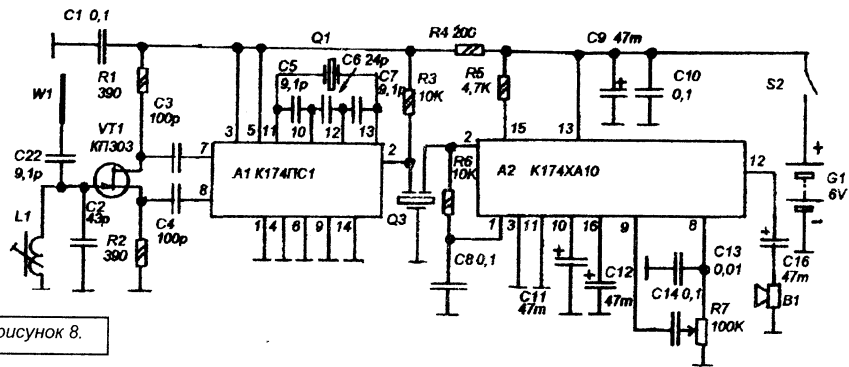 C1 0,1
R1
390
W1
C3
100p
VT1
КП303
C22
9,1p
L1
C2
43p
R2
390
C4
100p
Q1
C6 24p
C5
9,1p
C7
9,1p
R3
10K
3
5
11
10
12
13
7
8
2
A1 К174ПС1
1
4
6
9
14
Q3
R4 200
R5
4,7K
C9 47m
C10
0,1
S2
15
13
2
12
R6
10K
A2 К174ХА10
1
3
11
10
16
9
8
C8 0,1
C11
47m
C12
47m
C13
0,01
C14 0,1
R7
100K
G1
6V
C16
47m
B1
рисунок 8.